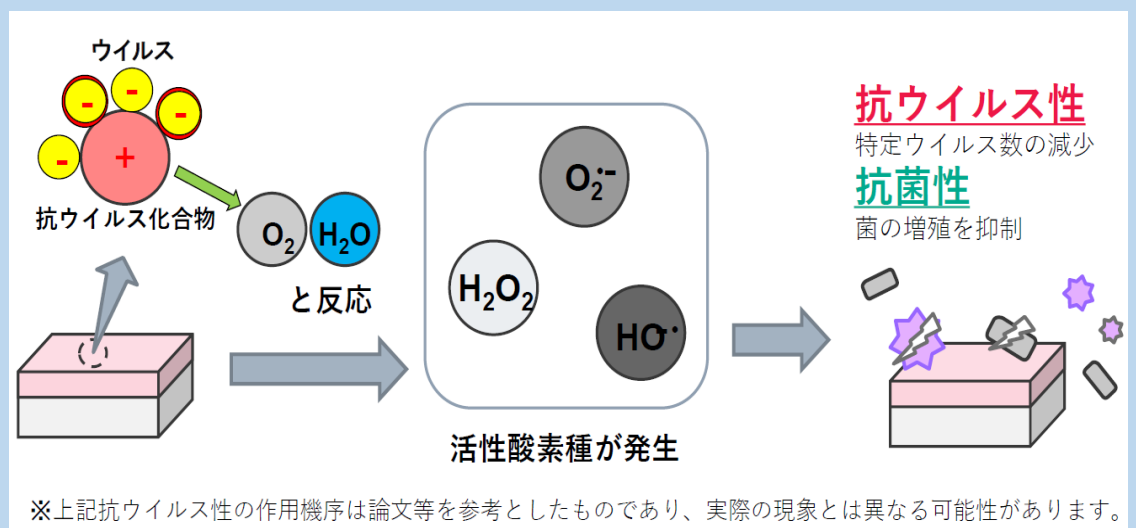 ウイルス
-
-
-
-
+
抗ウイルス化合物
O₂
H₂O
と反応
O₂·-
H₂O₂
HO·
活性酸素種が発生
抗ウイルス性
特定ウイルス数の減少
抗菌性
菌の増殖を抑制
※上記抗ウイルス性の作用機序は論文等を参考としたものであり、実際の現象とは異なる可能性があります。